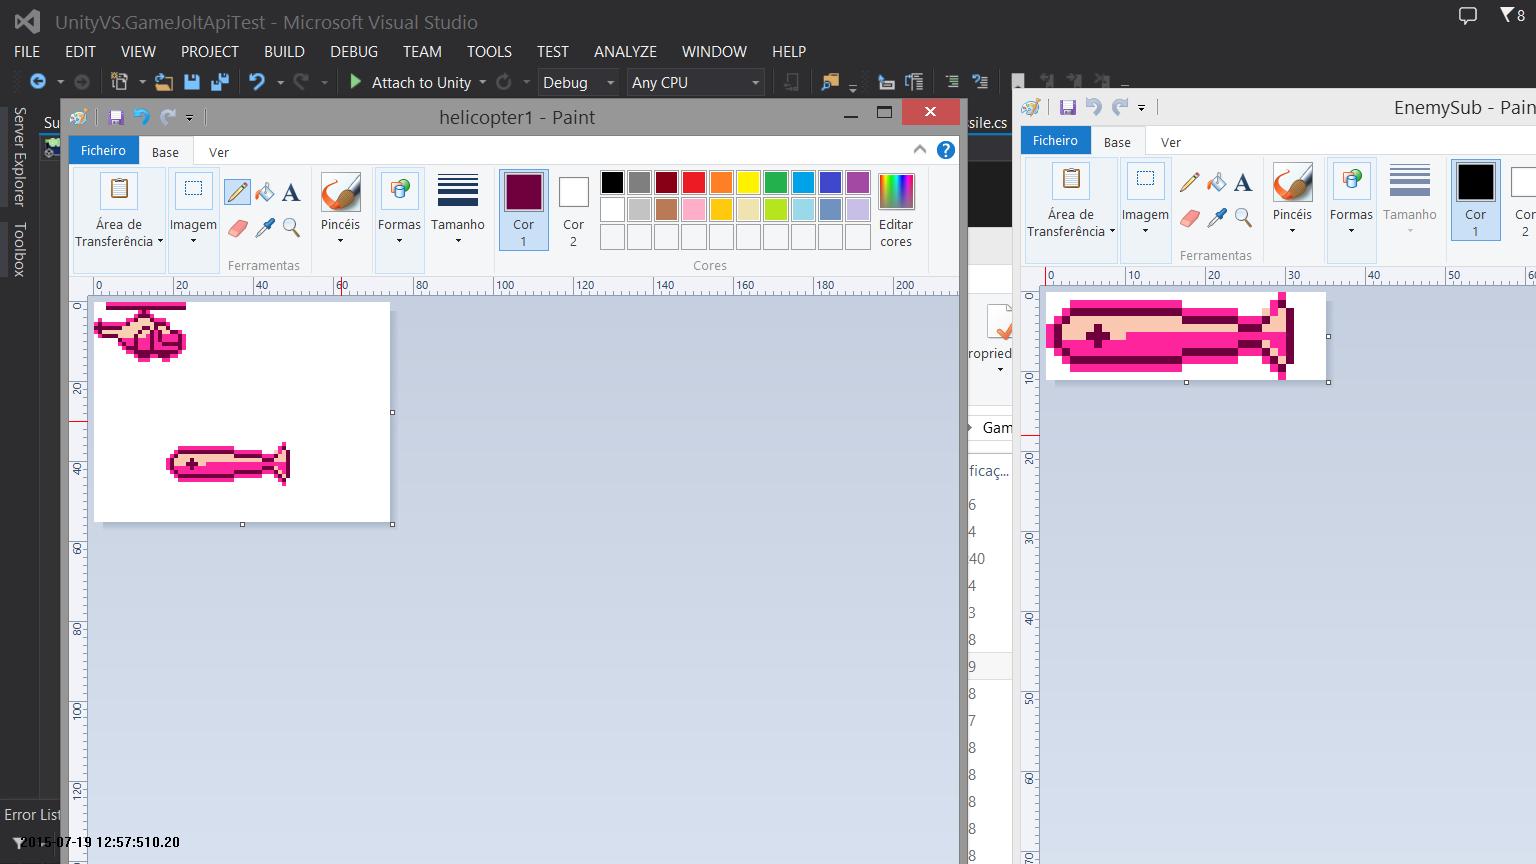 UnityVS.GameJoltApiTest - Microsoft Visual Studio
8
FILE EDIT VIEW PROJECT BUILD DEBUG TEAM TOOLS TEST ANALYZE WINDOW HELP
Attach to Unity Debug Any CPU
Server Explorer
Toolbox
Su
helicopter1 - Paint
Ficheiro Base Ver
Área de Transferência
Imagem
A
Ferramentas
Pincéis
Formas
Tamanho
Cor 1
Cor 2
Editar cores
Cores
0 20 40 60 80 100 120 140 160 180 200
0
20
40
60
80
100
120
sile.cs
ropried
Gam
ficaç...
6
4
40
4
3
8
9
8
7
8
8
8
8
8
EnemySub - Pain
Ficheiro Base Ver
Área de Transferência
Imagem
A
Ferramentas
Pincéis
Formas
Tamanho
Cor 1
Co
2
0 10 20 30 40 50 60
0
10
20
30
40
50
60
70
Error List
2015-07-19 12:57:510.20